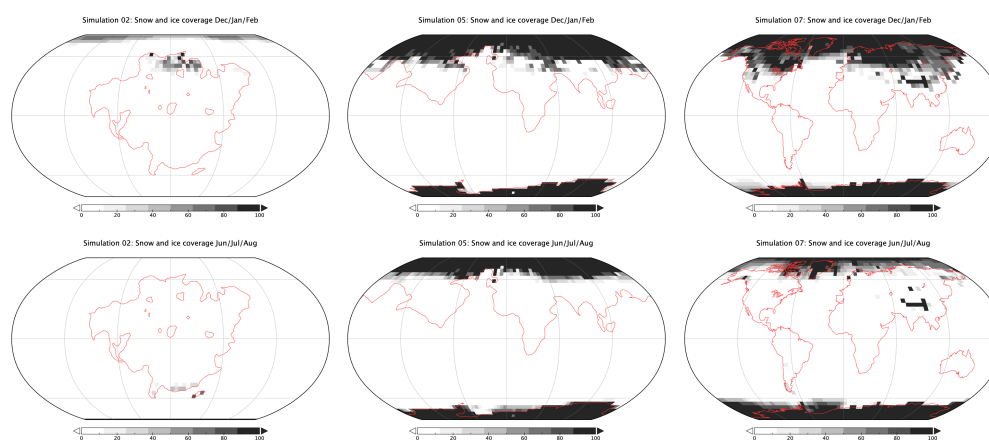 Simulation 02: Snow and ice coverage Dec/Jan/Feb
Simulation 05: Snow and ice coverage Dec/Jan/Feb
Simulation 07: Snow and ice coverage Dec/Jan/Feb
0 20 40 60 80 100
0 20 40 60 80 100
0 20 40 60 80 100
Simulation 02: Snow and ice coverage Jun/Jul/Aug
Simulation 05: Snow and ice coverage Jun/Jul/Aug
Simulation 07: Snow and ice coverage Jun/Jul/Aug
0 20 40 60 80 100
0 20 40 60 80 100
0 20 40 60 80 100